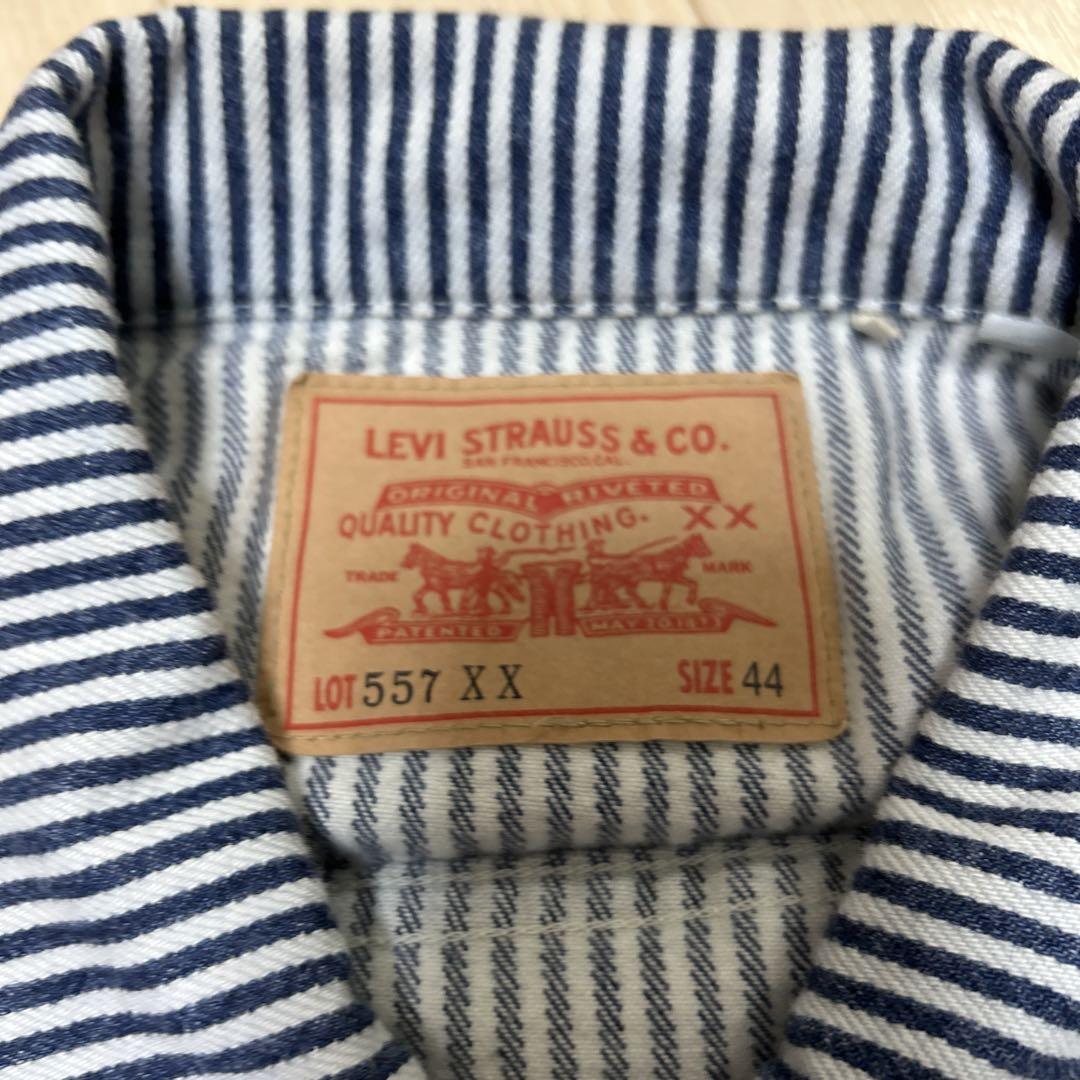 LEVI STRAUSS & CO.
SAN FRANCISCO, CAL.
ORIGINAL RIVETED
QUALITY CLOTHING. XX
TRADE MARK
PATENTED MAY 20 1873
LOT 557 XX SIZE 44